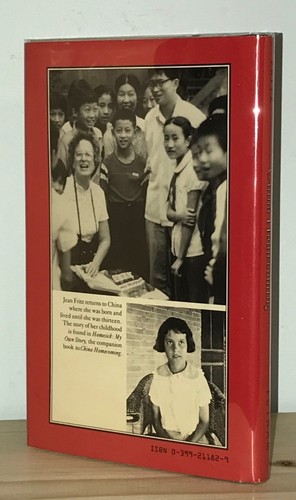 Jean Fritz returns to China
where she was born and
lived until she was thirteen.
The story of her childhood
is found in Homesick: My
Own Story, the companion
book to China Homecoming.
ISBN 0-399-21182-9